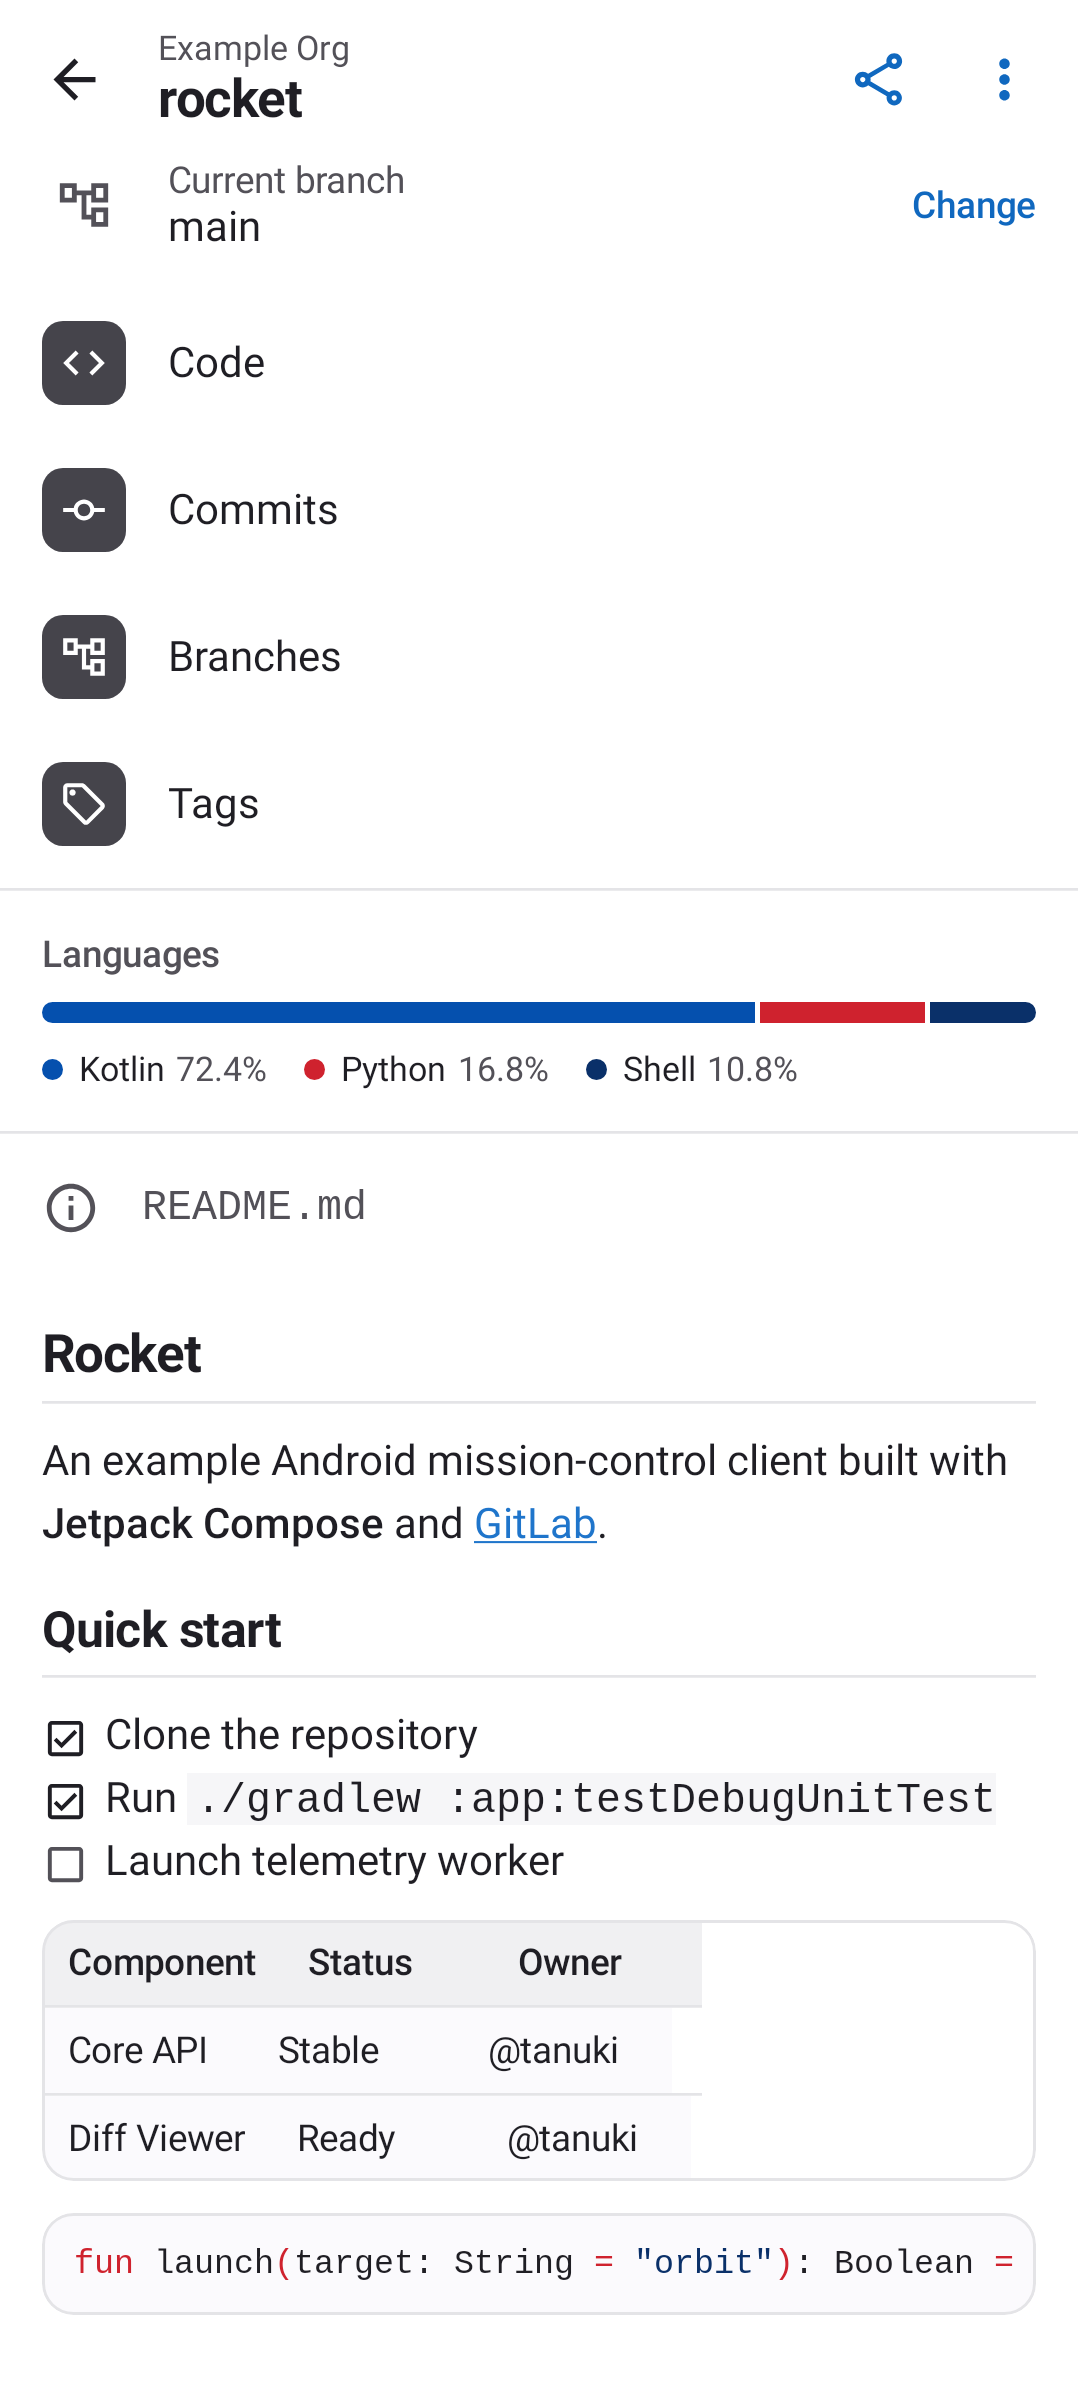 Example Org
rocket
Current branch
main
Change
Code
Commits
Branches
Tags
Languages
Kotlin 72.4% Python 16.8% Shell 10.8%
README.md
Rocket
An example Android mission-control client built with
Jetpack Compose and GitLab.
Quick start
Clone the repository
Run ./gradlew :app:testDebugUnitTest
Launch telemetry worker
Component Status Owner
Core API Stable @tanuki
Diff Viewer Ready @tanuki
fun launch(target: String = "orbit"): Boolean =